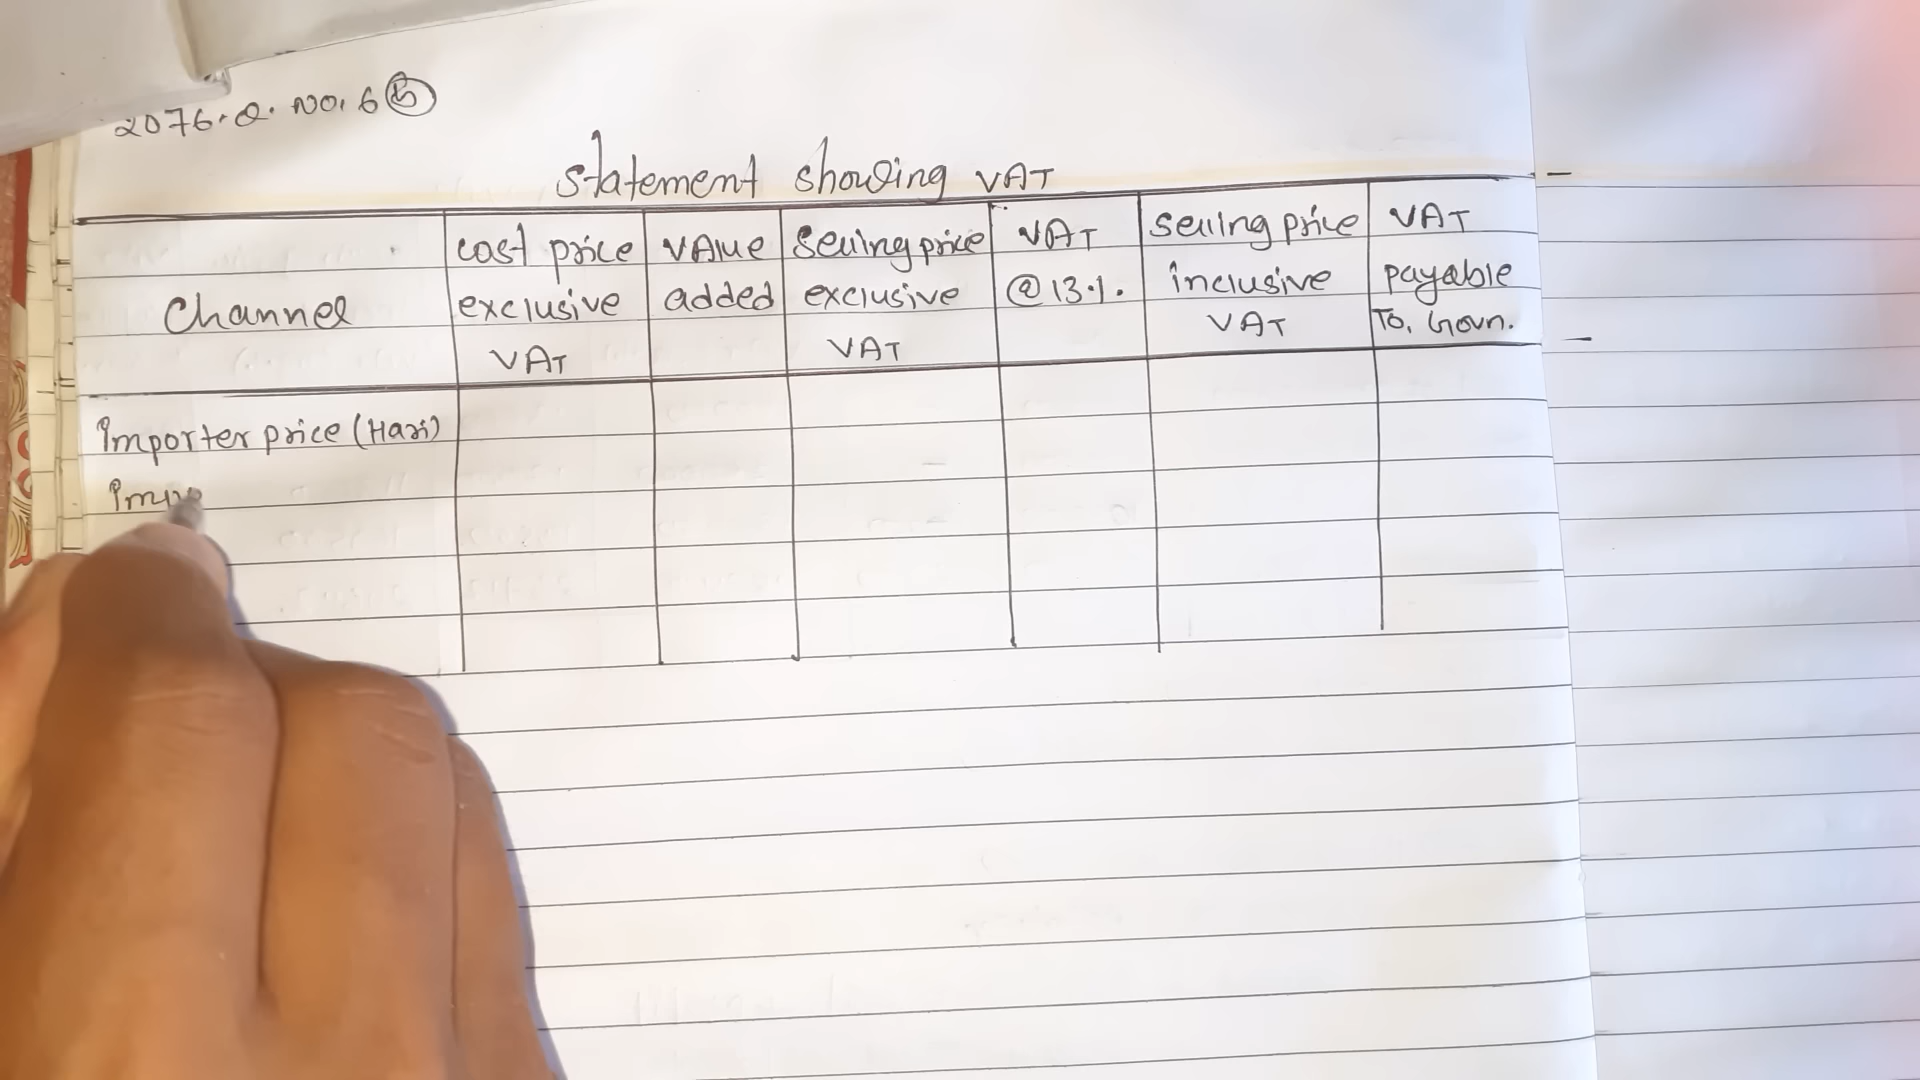 2076. Q. NO. 6 b
Statement showing VAT
Channel
cost price
exclusive
VAT
VAlue
added
Selling price
exclusive
VAT
VAT
@ 13%.
selling price
inclusive
VAT
VAT
payable
To, Govn.
Importer price (Hari)